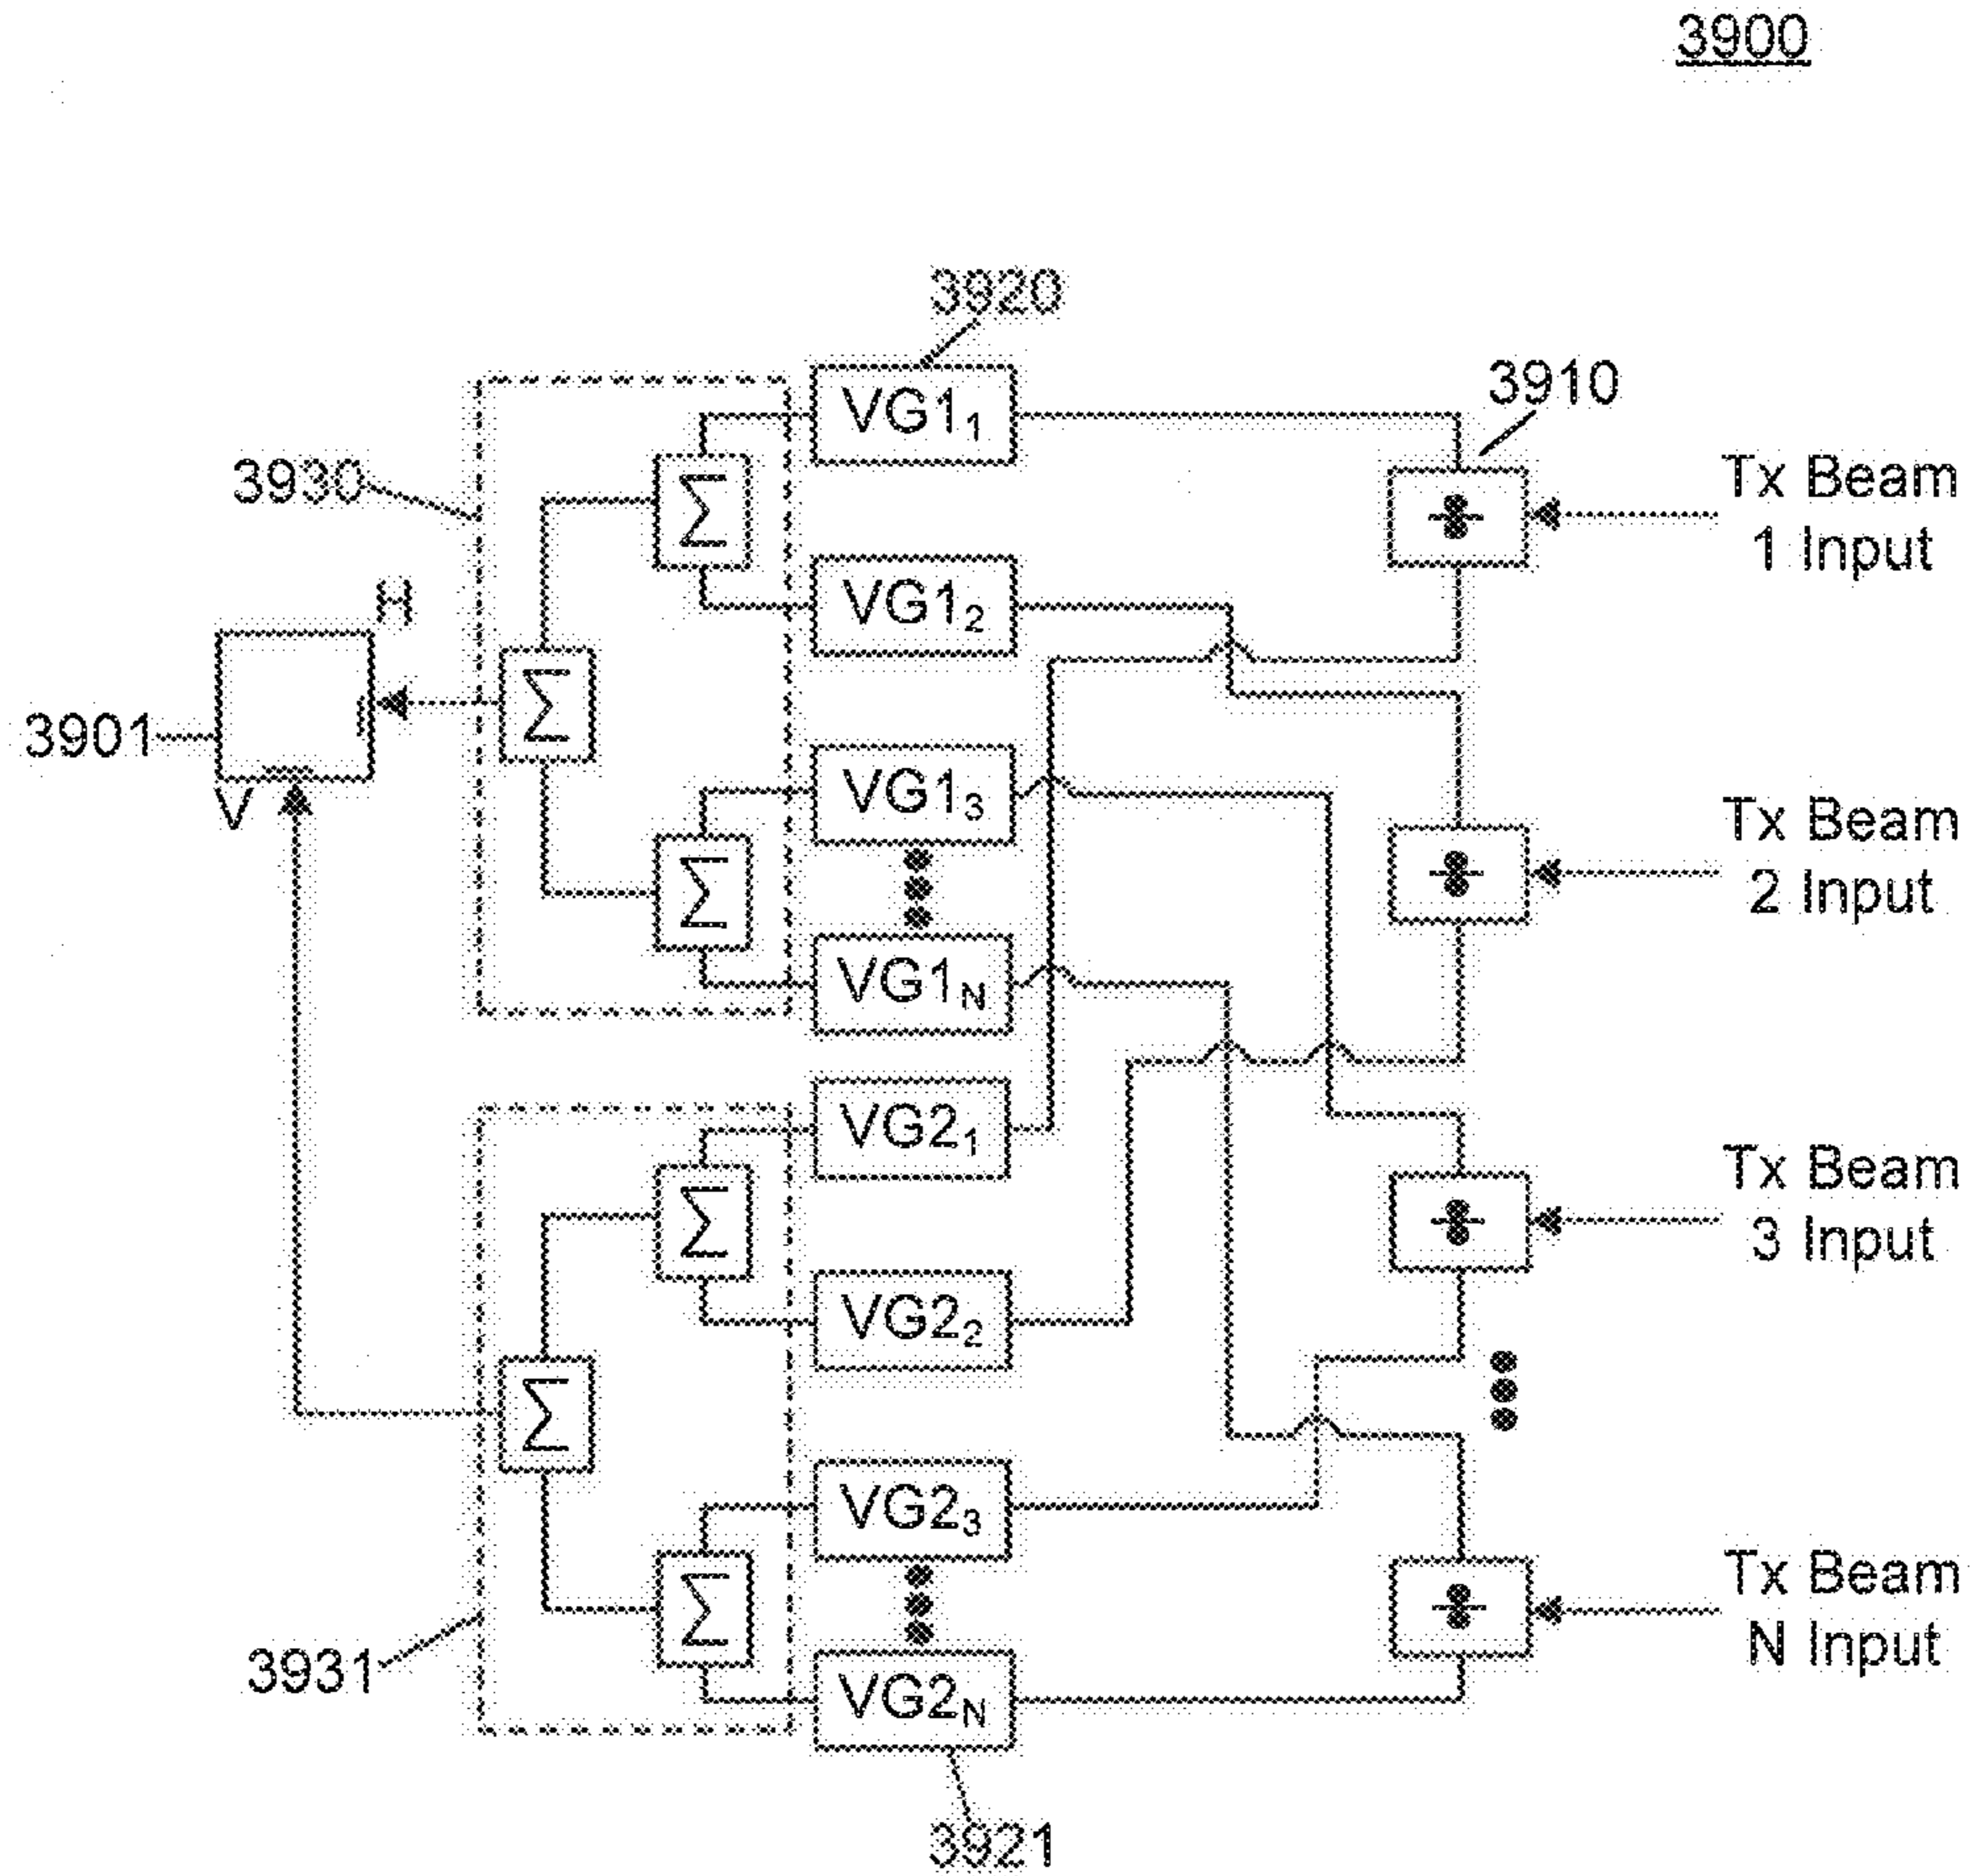 3900
3920
3910
VG1₁
Tx Beam
1 Input
3930
Σ
VG1₂
H
Σ
3901
V
VG1₃
Tx Beam
2 Input
Σ
VG1N
VG2₁
Tx Beam
3 Input
Σ
VG2₂
Σ
VG2₃
Tx Beam
N Input
Σ
3931
VG2N
3921